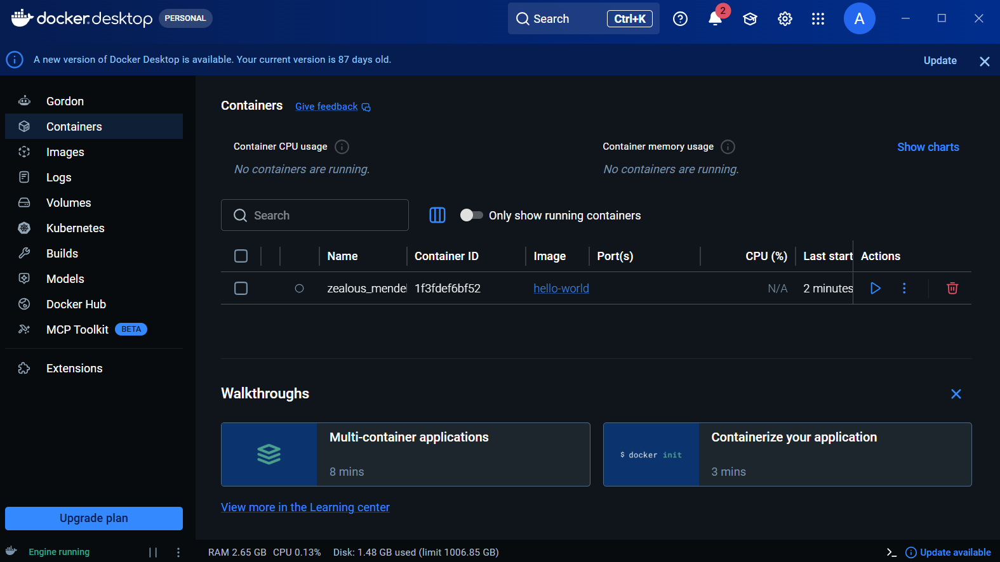 docker.desktop PERSONAL Search Ctrl+K 2 A
A new version of Docker Desktop is available. Your current version is 87 days old. Update
Gordon
Containers
Images
Logs
Volumes
Kubernetes
Builds
Models
Docker Hub
MCP Toolkit BETA
Extensions
Upgrade plan
Containers Give feedback
Container CPU usage
No containers are running.
Container memory usage
No containers are running.
Show charts
Search Only show running containers
Name Container ID Image Port(s) CPU (%) Last start Actions
zealous_mende 1f3fdef6bf52 hello-world N/A 2 minutes
Walkthroughs
Multi-container applications
8 mins
$ docker init
Containerize your application
3 mins
View more in the Learning center
Engine running RAM 2.65 GB CPU 0.13% Disk: 1.48 GB used (limit 1006.85 GB) Update available